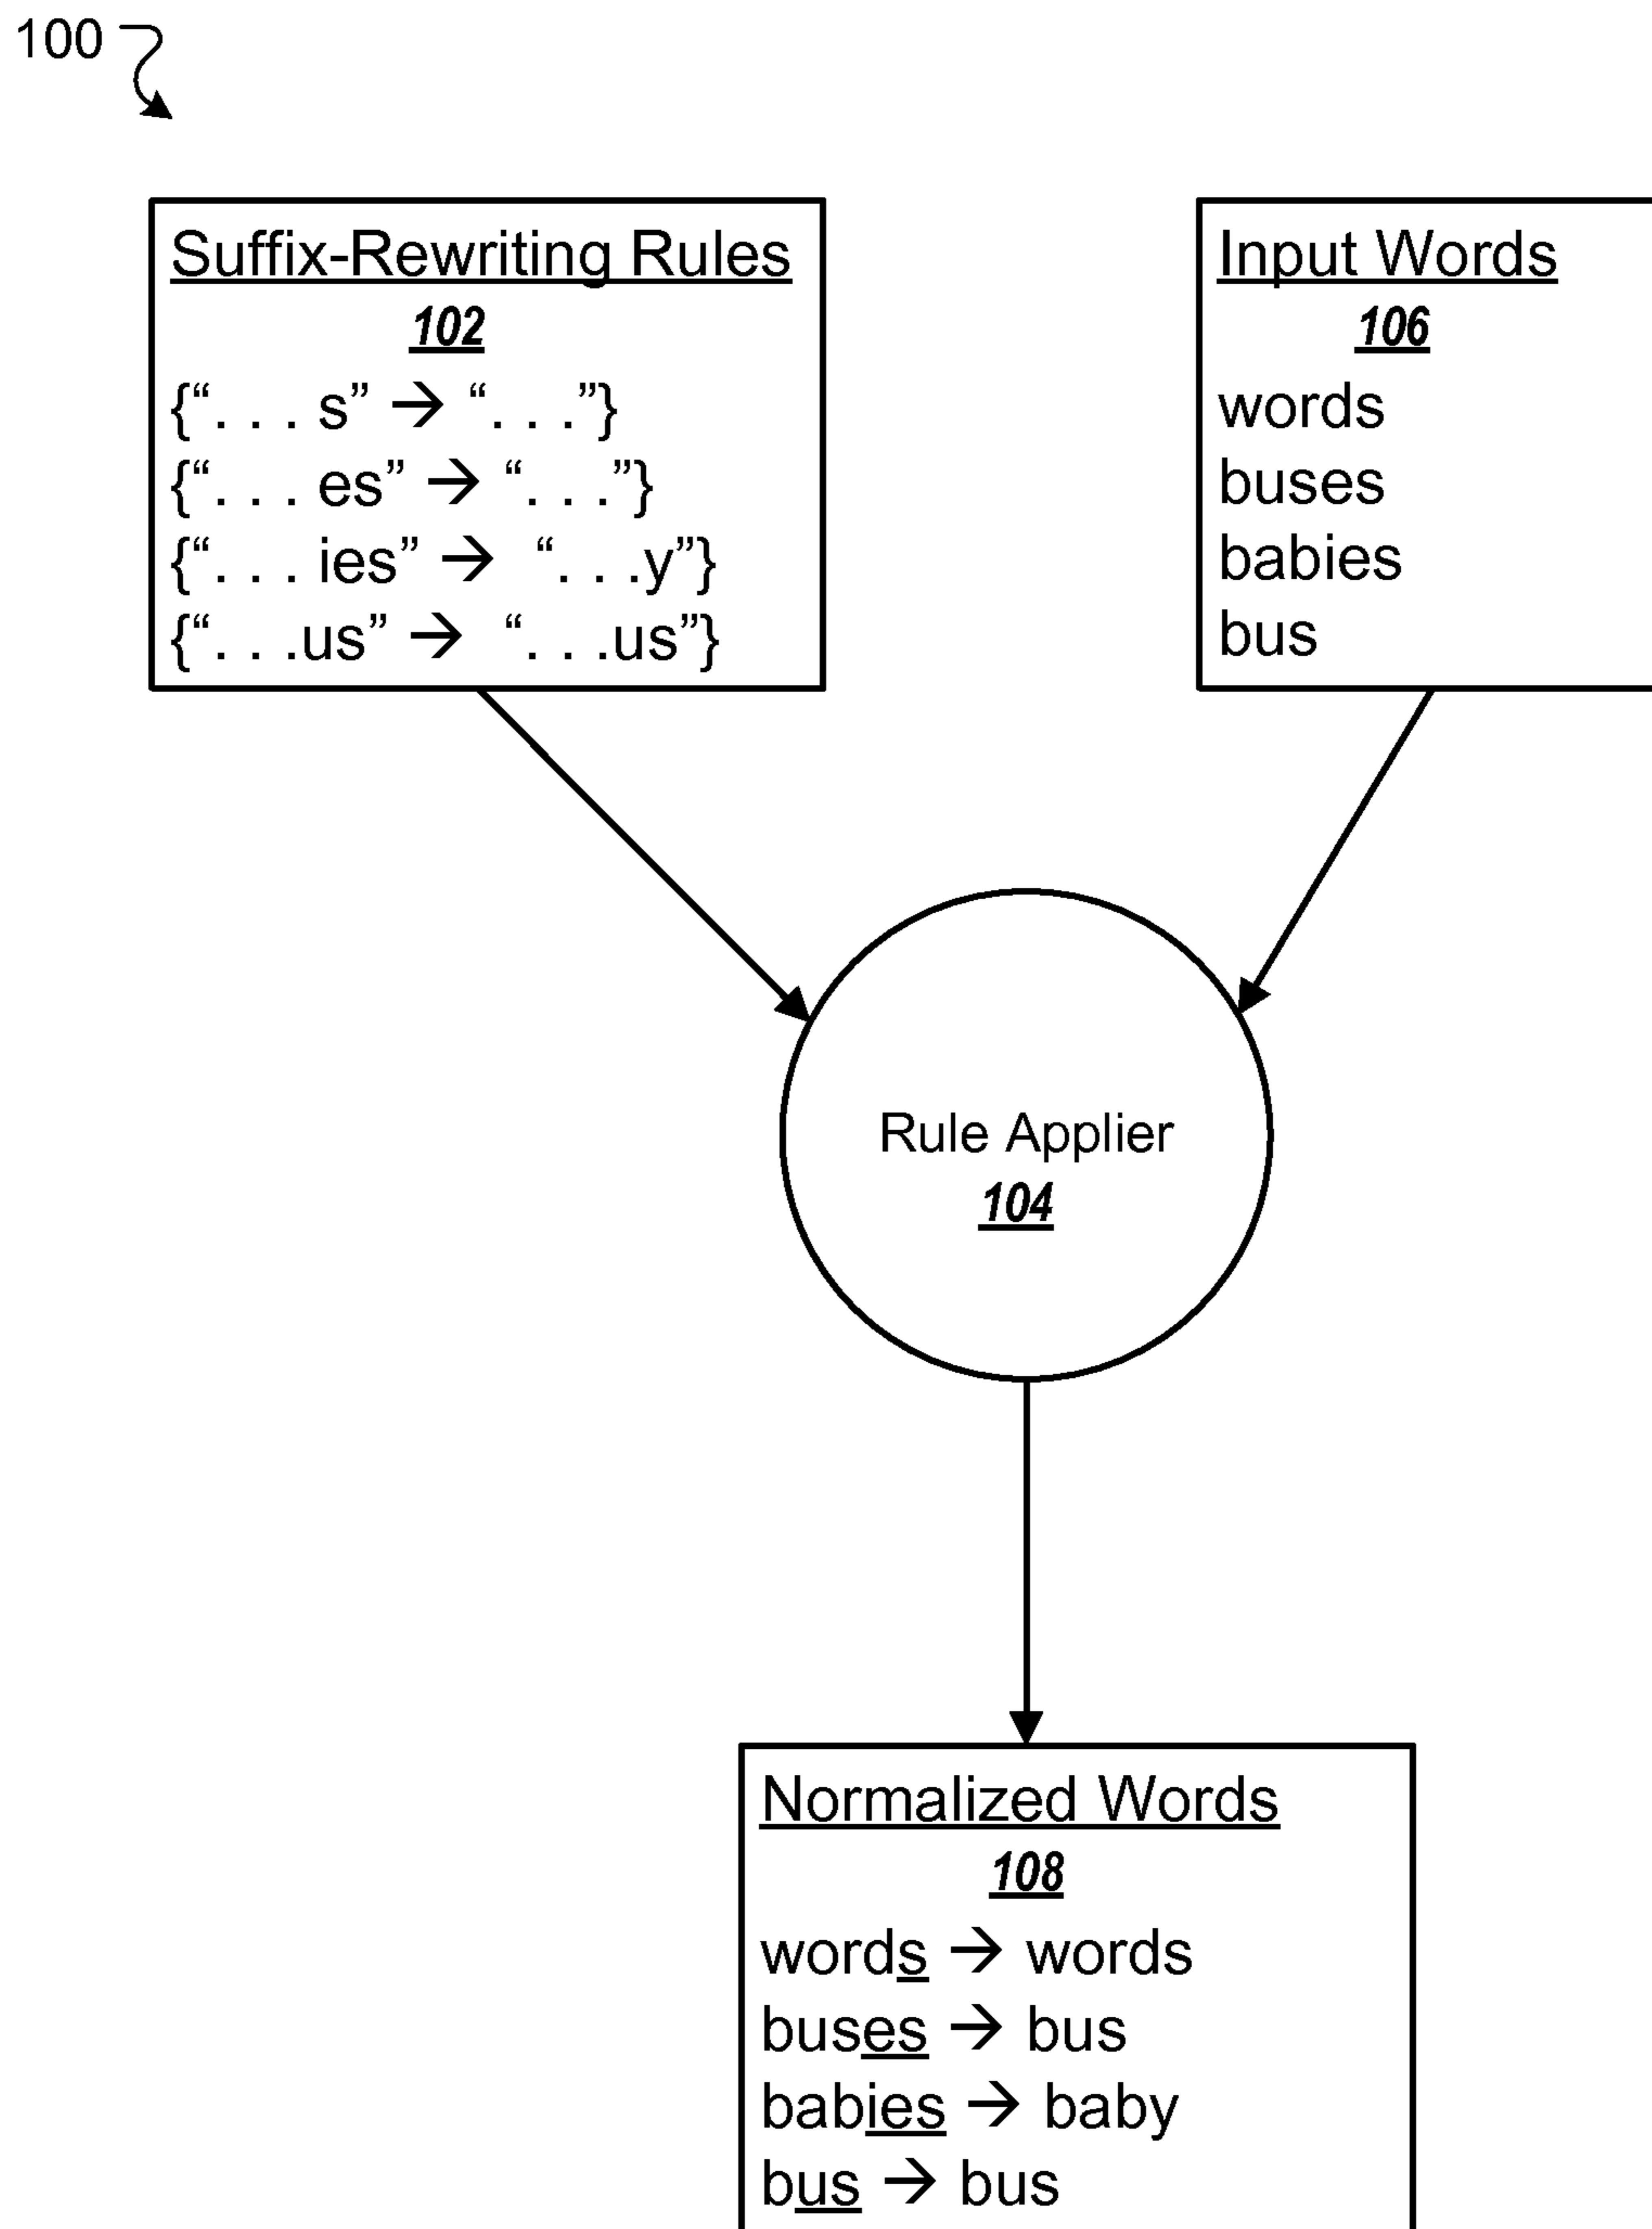 100
Suffix-Rewriting Rules
102
{“. . . s” → “. . .”}
{“. . . es” → “. . .”}
{“. . . ies” → “. . .y”}
{“. . .us” → “. . .us”}
Input Words
106
words
buses
babies
bus
Rule Applier
104
Normalized Words
108
words → words
buses → bus
babies → baby
bus → bus